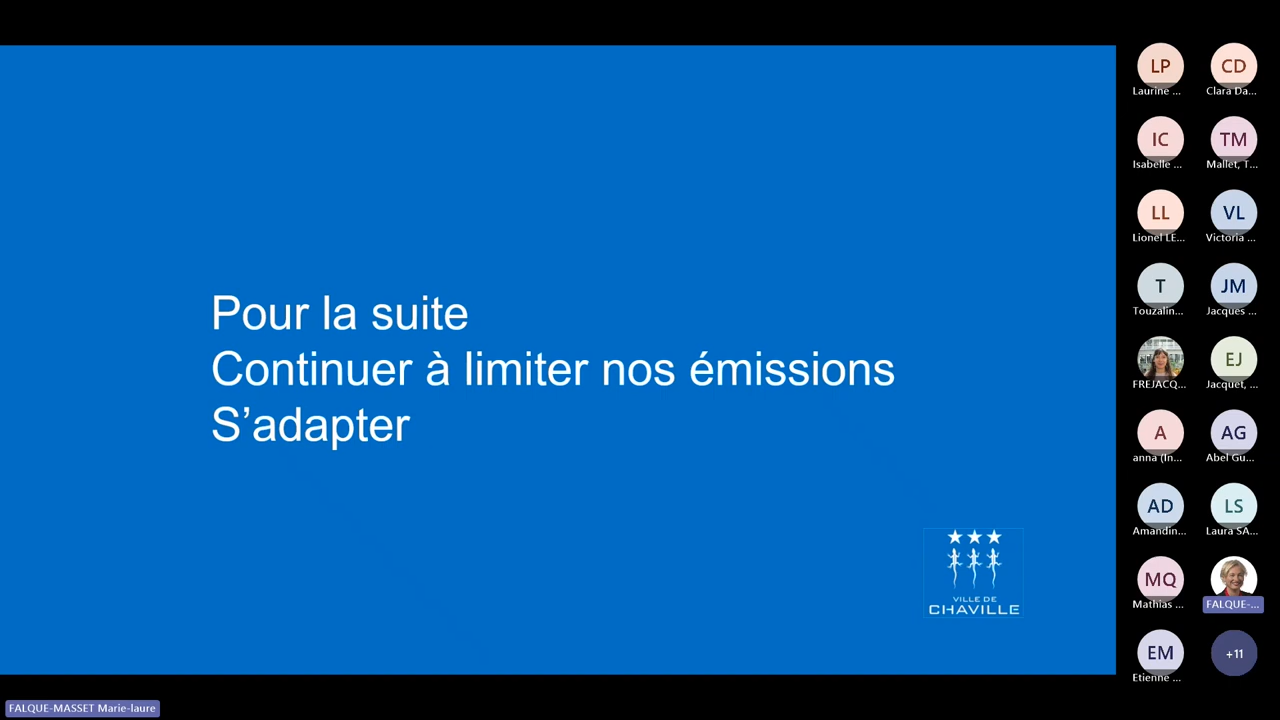 Pour la suite
Continuer à limiter nos émissions
S’adapter
VILLE DE
CHAVILLE
LP
Laurine ...
CD
Clara Da...
IC
Isabelle ...
TM
Mallet, T...
LL
Lionel LE...
VL
Victoria ...
T
Touzalin...
JM
Jacques ...
FREJACQ...
EJ
Jacquet, ...
A
anna (In...
AG
Abel Gu...
AD
Amandin...
LS
Laura SA...
MQ
Mathias ...
FALQUE-...
EM
Etienne ...
+11
FALQUE-MASSET Marie-laure